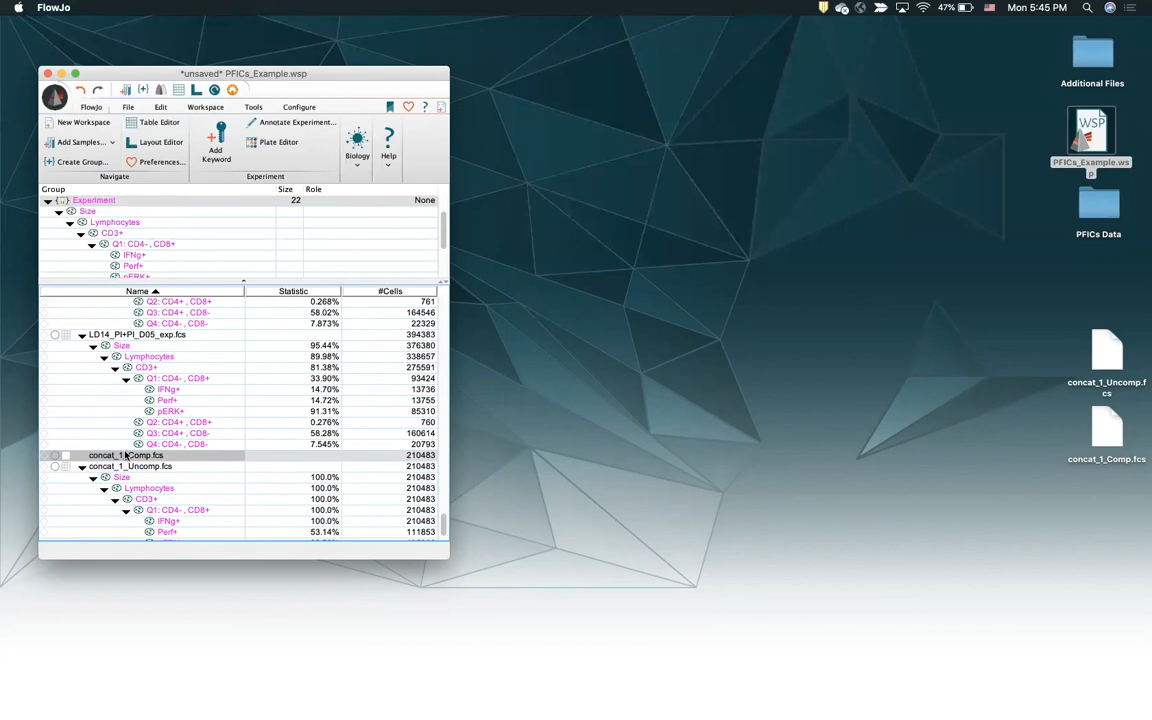 FlowJo
47%
Mon 5:45 PM
*unsaved* PFICs_Example.wsp
FlowJo File Edit Workspace Tools Configure
New Workspace
Table Editor
Add Samples...
Layout Editor
Create Group...
Preferences...
Navigate
Add
Keyword
Annotate Experiment...
Plate Editor
Experiment
Biology
Help
Group Size Role
Experiment 22 None
Size
Lymphocytes
CD3+
Q1: CD4- , CD8+
IFNg+
Perf+
pERK+
Name Statistic #Cells
Q2: CD4+ , CD8+ 0.268% 761
Q3: CD4+ , CD8- 58.02% 164546
Q4: CD4- , CD8- 7.873% 22329
LD14_PI+PI_D05_exp.fcs 394383
Size 95.44% 376380
Lymphocytes 89.98% 338657
CD3+ 81.38% 275591
Q1: CD4- , CD8+ 33.90% 93424
IFNg+ 14.70% 13736
Perf+ 14.72% 13755
pERK+ 91.31% 85310
Q2: CD4+ , CD8+ 0.276% 760
Q3: CD4+ , CD8- 58.28% 160614
Q4: CD4- , CD8- 7.545% 20793
concat_1_Comp.fcs 210483
concat_1_Uncomp.fcs 210483
Size 100.0% 210483
Lymphocytes 100.0% 210483
CD3+ 100.0% 210483
Q1: CD4- , CD8+ 100.0% 210483
IFNg+ 100.0% 210483
Perf+ 53.14% 111853
Additional Files
WSP
PFICs_Example.ws
p
PFICs Data
concat_1_Uncomp.f
cs
concat_1_Comp.fcs